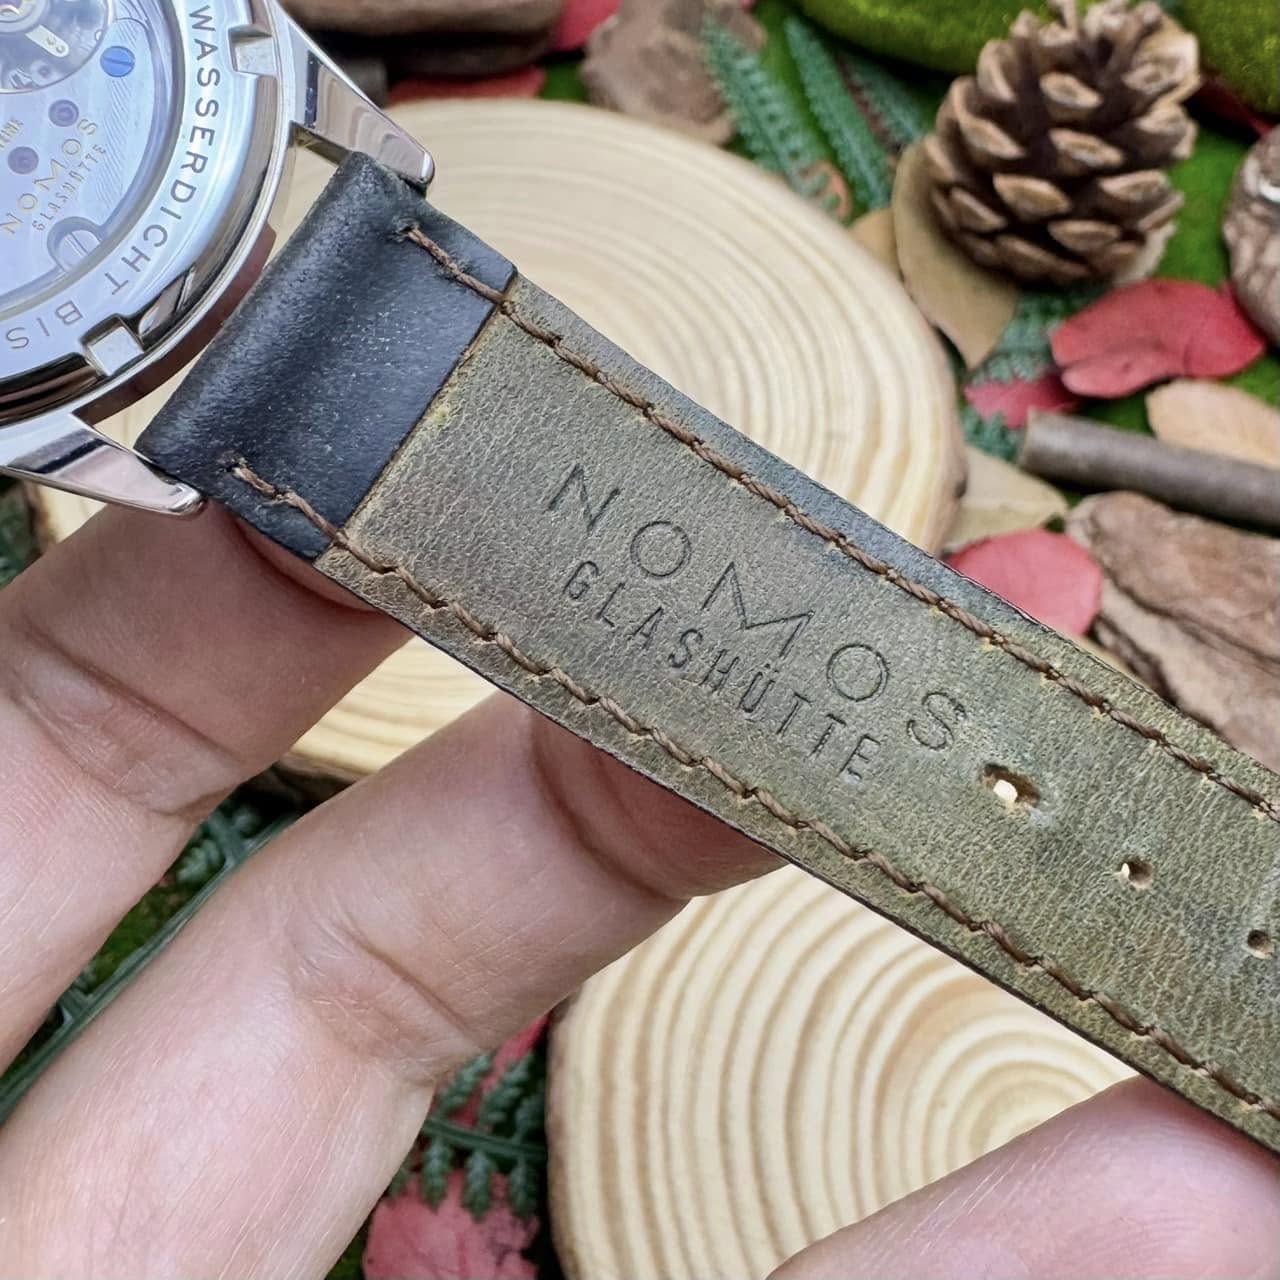 WASSERDICHT BIS
NOMOS
GLASHÜTTE
NOMOS
GLASHÜTTE